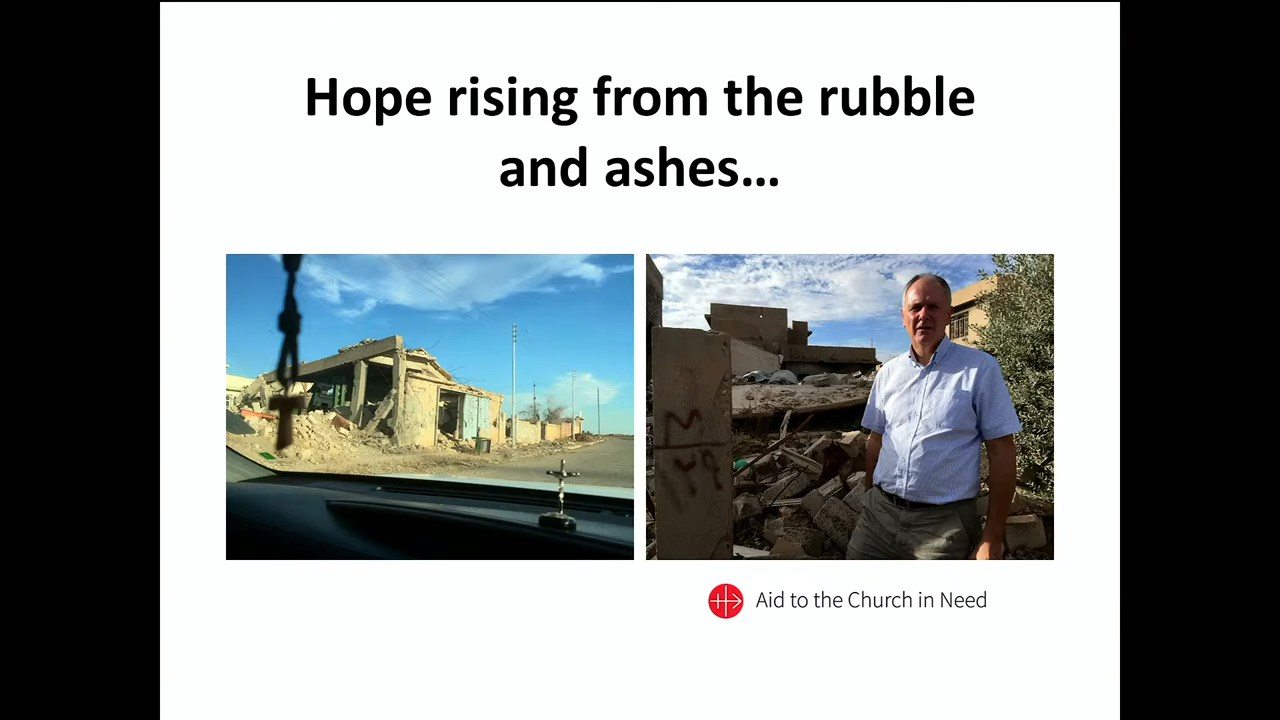 Hope rising from the rubble
and ashes…
Aid to the Church in Need